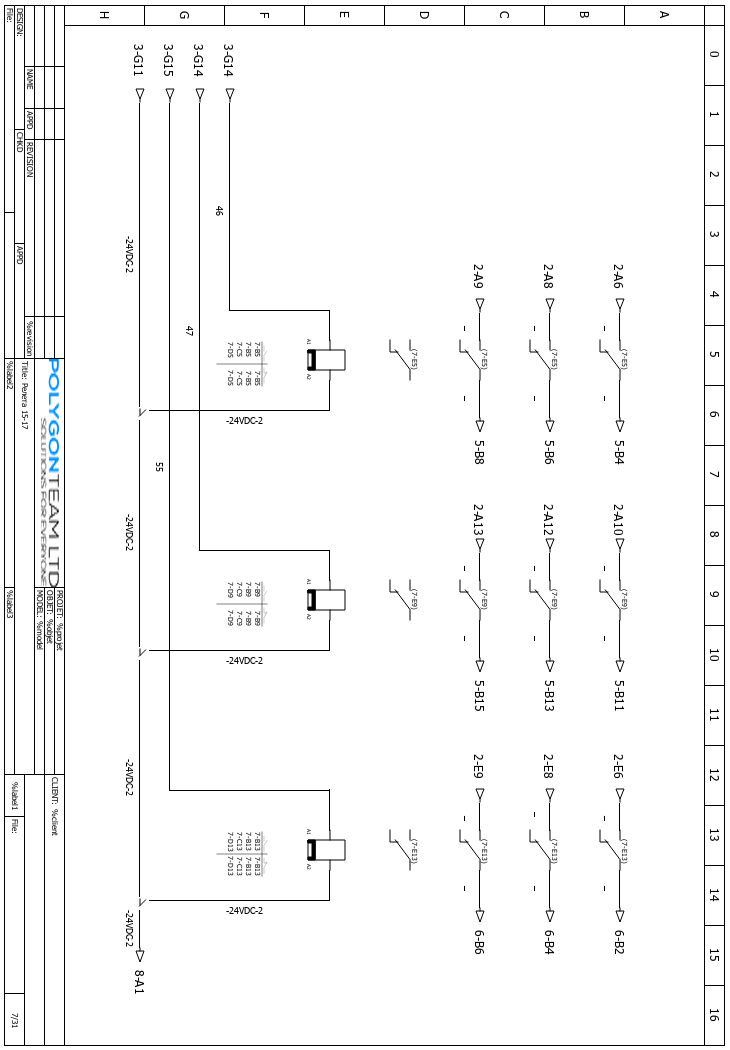 0 1 2 3 4 5 6 7 8 9 10 11 12 13 14 15 16
A
B
C
D
E
F
G
H
2-A6 (7-E5) 5-B4 2-A10 (7-E9) 5-B11 2-E6 (7-E13) 6-B2
2-A8 (7-E5) 5-B6 2-A12 (7-E9) 5-B13 2-E8 (7-E13) 6-B4
2-A9 (7-E5) 5-B8 2-A13 (7-E9) 5-B15 2-E9 (7-E13) 6-B6
(7-E5) (7-E9) (7-E13)
A1 A2 A1 A2 A1 A2
7-B5 7-B5 7-B9 7-B9 7-B13 7-B13
7-B5 7-B5 7-B9 7-B9 7-B13 7-B13
7-C5 7-C5 7-C9 7-C9 7-C13 7-C13
7-D5 7-D5 7-D9 7-D9 7-D13 7-D13
3-G14 46 -24VDC-2 -24VDC-2 -24VDC-2
3-G14 47
3-G15 55
3-G11 -24VDC-2 -24VDC-2 -24VDC-2 -24VDC-2 8-A1
POLYGONTEAM LTD
SOLUTIONS FOR EVERYONE
PROJET: %projet
OBJET: %objet
MODEL: %model
CLIENT: %client
NAME APPD REVISION %revision
DESIGN: CHKD APPD
Title: Релета 15-17
%label1 File:
File: %label2 %label3
7/31